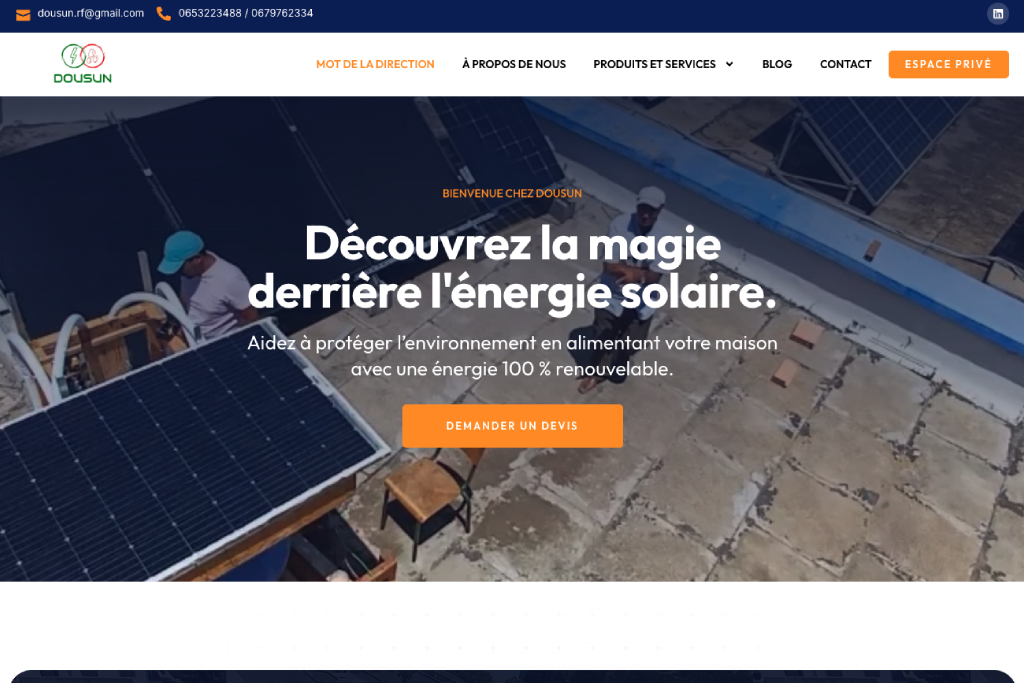 dousun.rf@gmail.com
0653223488 / 0679762334
DOUSUN
MOT DE LA DIRECTION
À PROPOS DE NOUS
PRODUITS ET SERVICES
BLOG
CONTACT
ESPACE PRIVÉ
BIENVENUE CHEZ DOUSUN
Découvrez la magie
derrière l'énergie solaire.
Aidez à protéger l’environnement en alimentant votre maison
avec une énergie 100 % renouvelable.
DEMANDER UN DEVIS